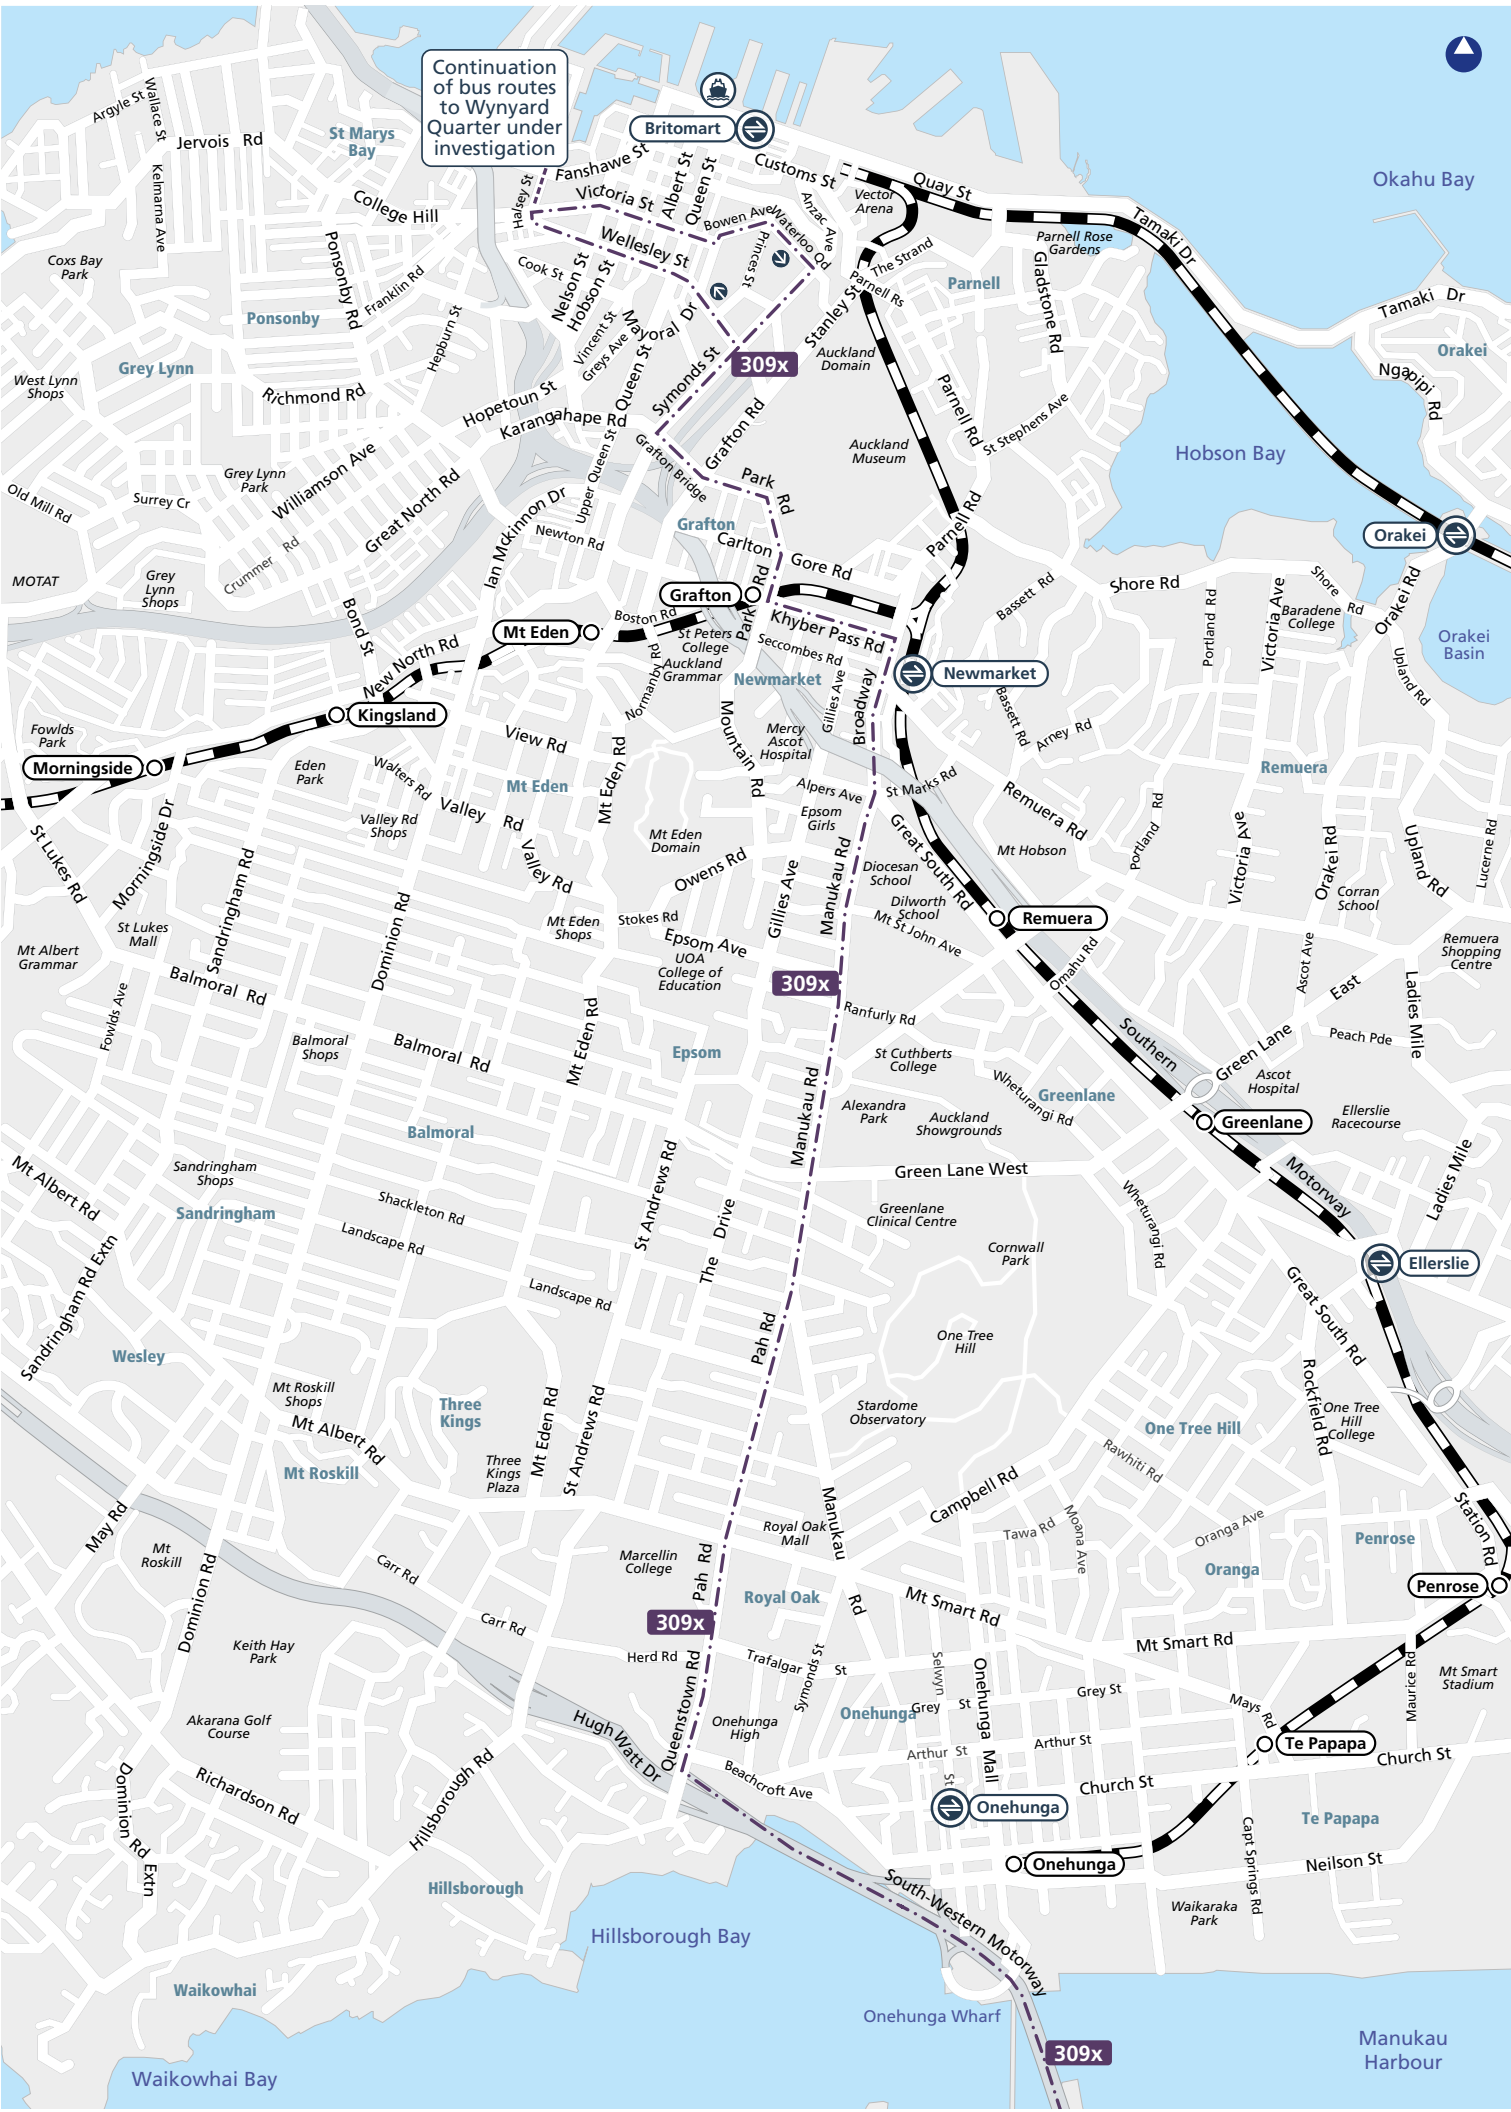 Continuation
of bus routes
to Wynyard
Quarter under
investigation
Britomart
Argyle St
Wallace St
Jervois Rd
St Marys
Bay
Kelmarna Ave
College Hill
Fanshawe St
Halsey St
Victoria St
Albert St
Queen St
Customs St
Quay St
Vector
Arena
Anzac
Ave
Bowen Ave
Waterloo Qd
Princes St
Wellesley St
Tamaki Dr
Okahu Bay
Parnell Rose
Gardens
Coxs Bay
Park
Ponsonby Rd
Franklin Rd
Ponsonby
Cook St
Nelson St
Hobson St
Vincent St
Greys Ave
Mayoral Dr
Queen St
The Strand
Parnell Rs
Stanley St
Parnell
Gladstone Rd
Tamaki Dr
Orakei
Ngapipi Rd
Hepburn St
Grey Lynn
West Lynn
Shops
Richmond Rd
Hopetoun St
Karangahape Rd
Symonds St
309x
Auckland
Domain
Parnell Rd
St Stephens Ave
Grafton Rd
Grafton Bridge
Upper Queen St
Auckland
Museum
Hobson Bay
Old Mill Rd
Surrey Cr
Grey Lynn
Park
Williamson Ave
Great North Rd
Ian Mckinnon Dr
Newton Rd
Park
Rd
Grafton
Carlton
Gore Rd
Parnell Rd
Orakei
MOTAT
Grey
Lynn
Shops
Crummer Rd
Bond St
Grafton
Park
Rd
Boston Rd
Mt Eden
Khyber Pass Rd
Seccombes Rd
St Peters
College
Auckland
Grammar
Newmarket
Newmarket
Normanby Rd
Gillies Ave
Broadway
Bassett Rd
Bassett Rd
Shore Rd
Shore Rd
Portland Rd
Victoria Ave
Baradene
College
Orakei Rd
Orakei
Basin
Upland Rd
New North Rd
Kingsland
Fowlds
Park
Morningside
Eden
Park
Walters Rd
View Rd
Mt Eden
Mt Eden Rd
Mountain Rd
Mercy
Ascot
Hospital
Arney Rd
Remuera
St Marks Rd
Remuera Rd
Alpers Ave
Epsom
Girls
Valley Rd
Valley Rd
Shops
Valley Rd
St Lukes Rd
Morningside Dr
Sandringham Rd
Dominion Rd
Mt Eden
Domain
Owens Rd
Gillies Ave
Manukau Rd
Great South Rd
Diocesan
School
Dilworth
School
Mt St John Ave
Mt Hobson
Portland Rd
Victoria Ave
Orakei Rd
Upland Rd
Lucerne Rd
Corran
School
Remuera
St Lukes
Mall
Mt Eden
Shops
Stokes Rd
Epsom Ave
UOA
College of
Education
309x
Mt Albert
Grammar
Fowlds Ave
Balmoral Rd
Balmoral
Shops
Balmoral Rd
Mt Eden Rd
Epsom
Ranfurly Rd
St Cuthberts
College
Omahu Rd
Southern
Ascot Ave
Green Lane
East
Ladies Mile
Remuera
Shopping
Centre
Peach Pde
Ascot
Hospital
Wheturangi Rd
Greenlane
Greenlane
Ellerslie
Racecourse
Alexandra
Park
Auckland
Showgrounds
Manukau Rd
Balmoral
Green Lane West
Motorway
Ladies Mile
Mt Albert Rd
Sandringham
Shops
Sandringham
Shackleton Rd
Landscape Rd
Landscape Rd
St Andrews Rd
The Drive
Greenlane
Clinical Centre
Cornwall
Park
Wheturangi Rd
Ellerslie
Sandringham Rd Extn
Great South Rd
One Tree
Hill
Pah Rd
Wesley
Mt Roskill
Shops
Mt Albert Rd
Three
Kings
Mt Eden Rd
St Andrews Rd
Stardome
Observatory
Rockfield Rd
One Tree
Hill
College
One Tree Hill
Rawhiti Rd
Mt Roskill
Three
Kings
Plaza
Campbell Rd
Manukau
Rd
Station Rd
May Rd
Mt
Roskill
Royal Oak
Mall
Tawa Rd
Moana Ave
Oranga Ave
Oranga
Penrose
Penrose
Carr Rd
Marcellin
College
Pah Rd
Royal Oak
Mt Smart Rd
Dominion Rd
Carr Rd
309x
Keith Hay
Park
Herd Rd
Trafalgar St
Symonds St
Selwyn
St
Mt Smart Rd
Maurice Rd
Mt Smart
Stadium
Onehunga Mall
Grey St
Grey St
Mays Rd
Akarana Golf
Course
Hugh Watt Dr
Queenstown Rd
Onehunga
High
Onehunga
Arthur St
Arthur St
Te Papapa
Church St
Church St
Beachcroft Ave
Onehunga
Te Papapa
Dominion Rd Extn
Richardson Rd
Hillsborough Rd
Onehunga
Capt Springs Rd
Neilson St
Hillsborough
South-Western Motorway
Waikaraka
Park
Hillsborough Bay
Waikowhai
Onehunga Wharf
309x
Manukau
Harbour
Waikowhai Bay